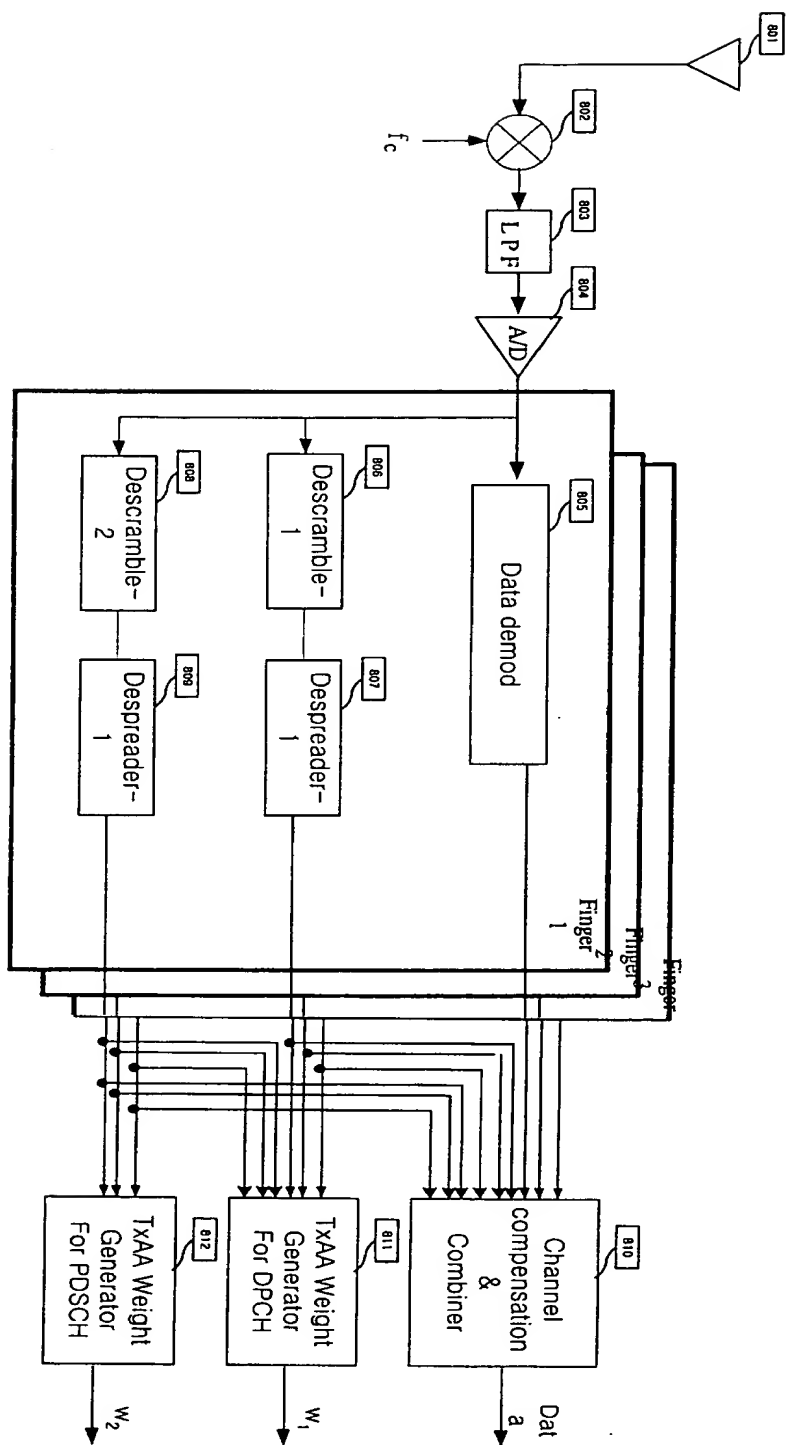 801
802
f c
803
LPF
804
A/D
805
Data demod
806
Descramble-
1
807
Despreader-
1
808
Descramble-
2
809
Despreader-
1
Finger
1
Finger 2
Finger 3
810
Channel
compensation
&
Combiner
Dat
a
811
TxAA Weight
Generator
For DPCH
w1
812
TxAA Weight
Generator
For PDSCH
w2